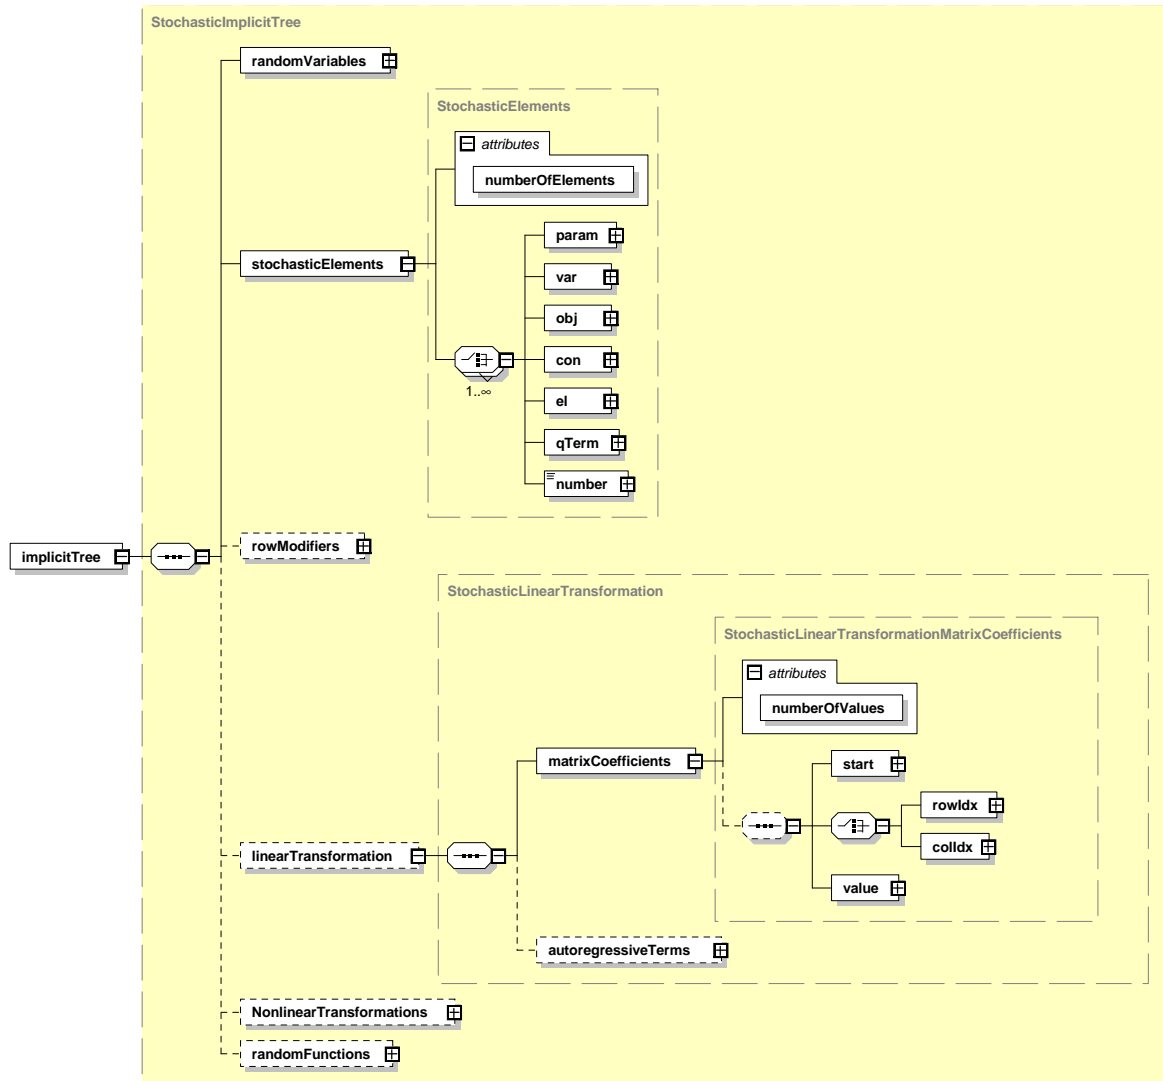 StochasticImplicitTree
randomVariables
StochasticElements
attributes
numberOfElements
param
stochasticElements
var
obj
con
1..∞
el
qTerm
number
implicitTree
rowModifiers
StochasticLinearTransformation
StochasticLinearTransformationMatrixCoefficients
attributes
numberOfValues
matrixCoefficients
start
rowIdx
colIdx
linearTransformation
value
autoregressiveTerms
NonlinearTransformations
randomFunctions